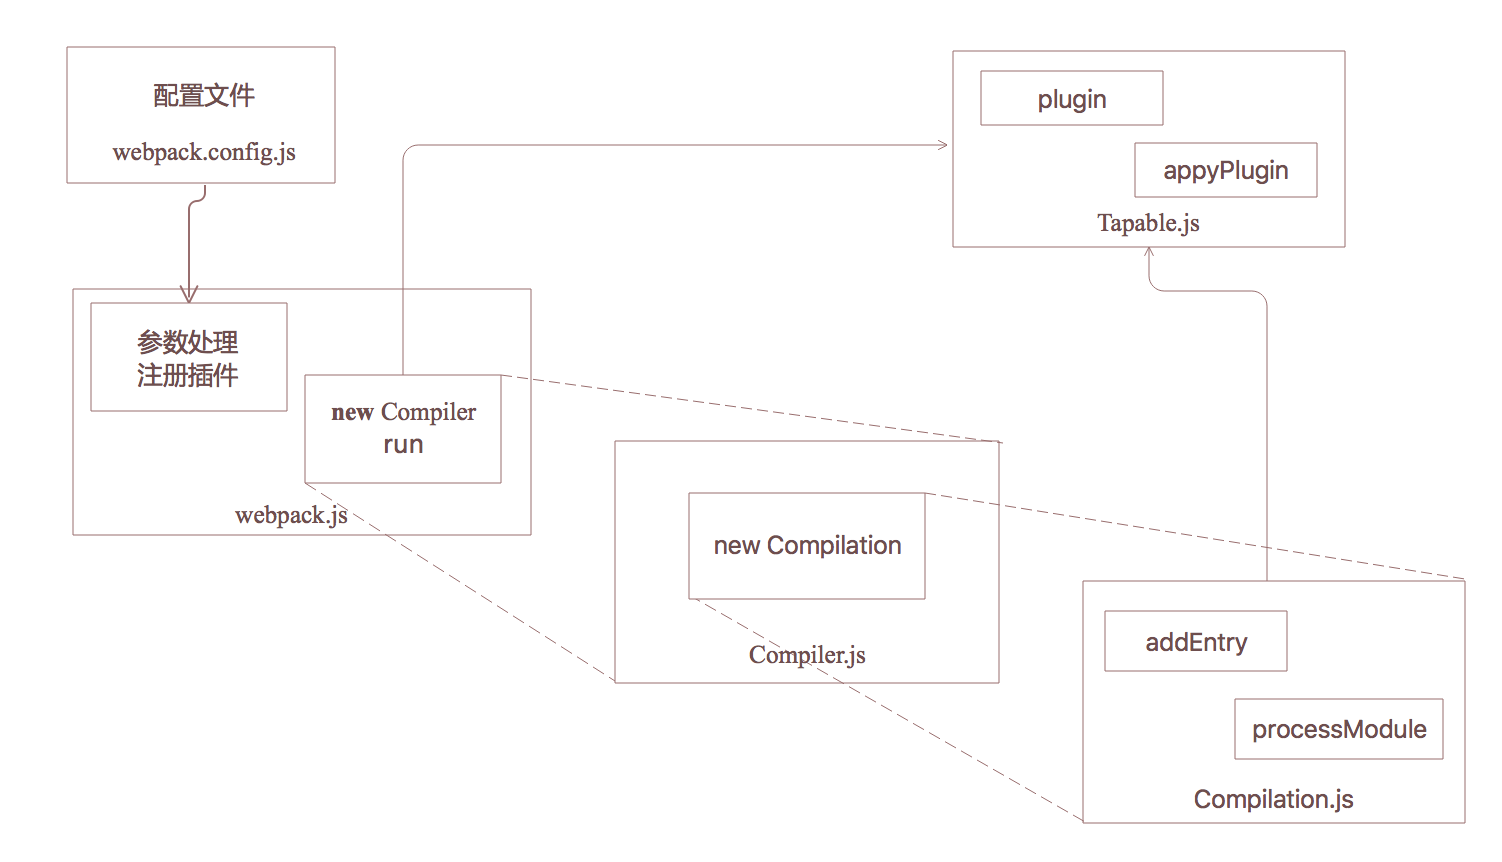 配置文件
webpack.config.js
plugin
appyPlugin
Tapable.js
参数处理
注册插件
new Compiler
run
webpack.js
new Compilation
Compiler.js
addEntry
processModule
Compilation.js